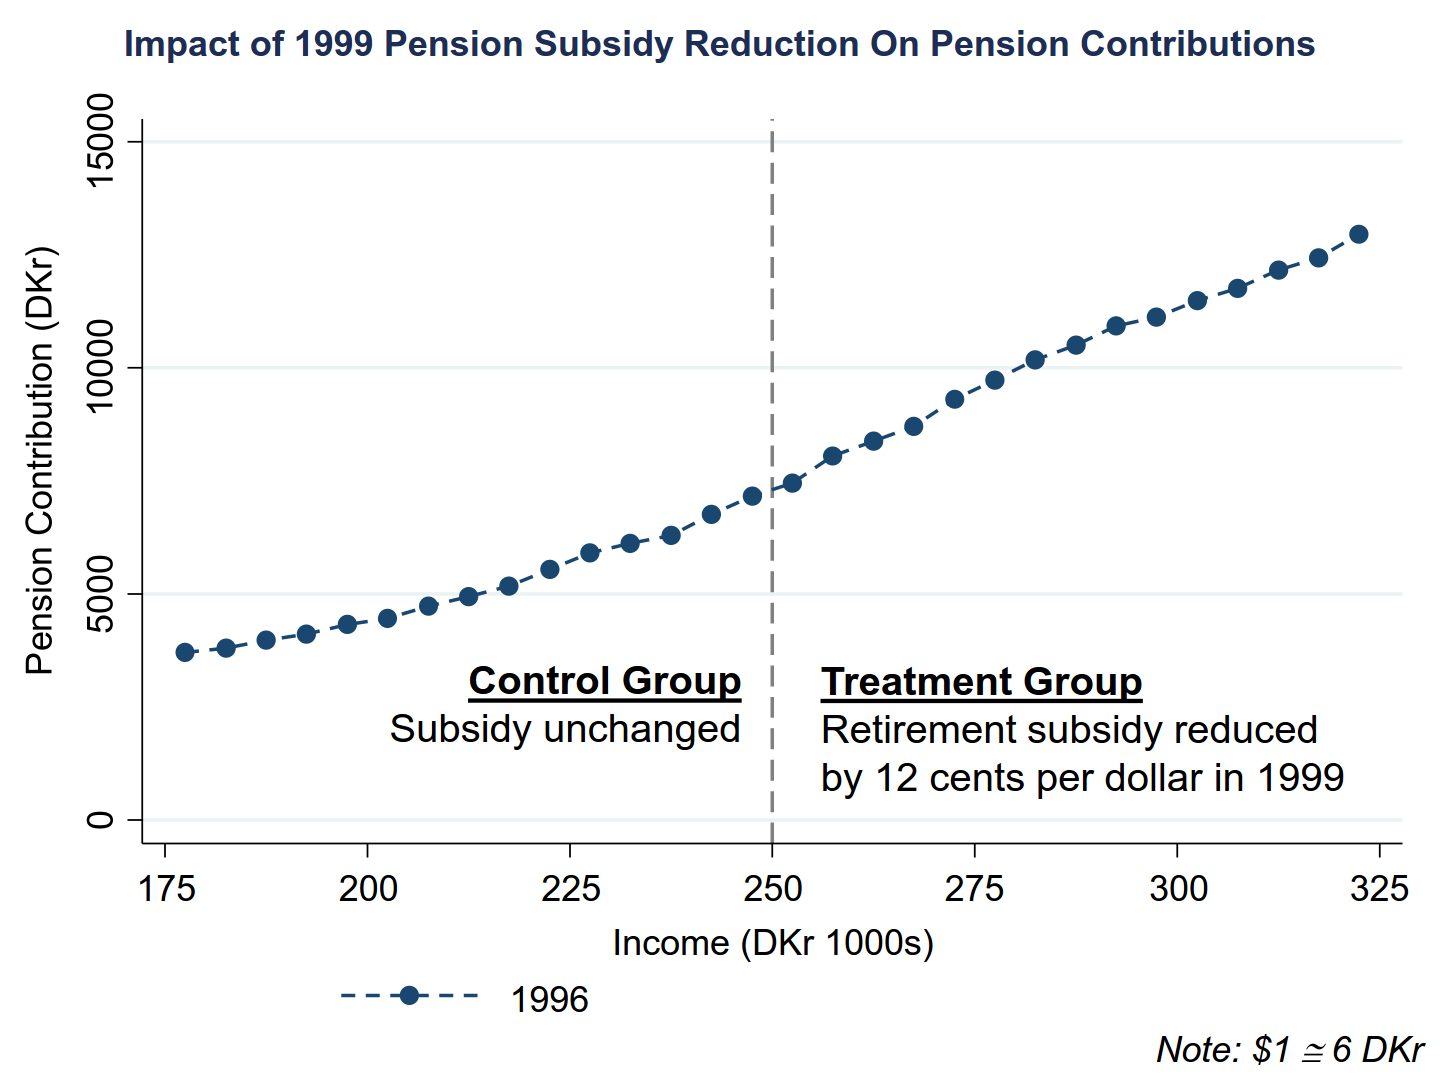 Impact of 1999 Pension Subsidy Reduction On Pension Contributions
Pension Contribution (DKr)
15000
10000
5000
0
Control Group
Subsidy unchanged
Treatment Group
Retirement subsidy reduced
by 12 cents per dollar in 1999
175 200 225 250 275 300 325
Income (DKr 1000s)
1996
Note: $1 ≅ 6 DKr